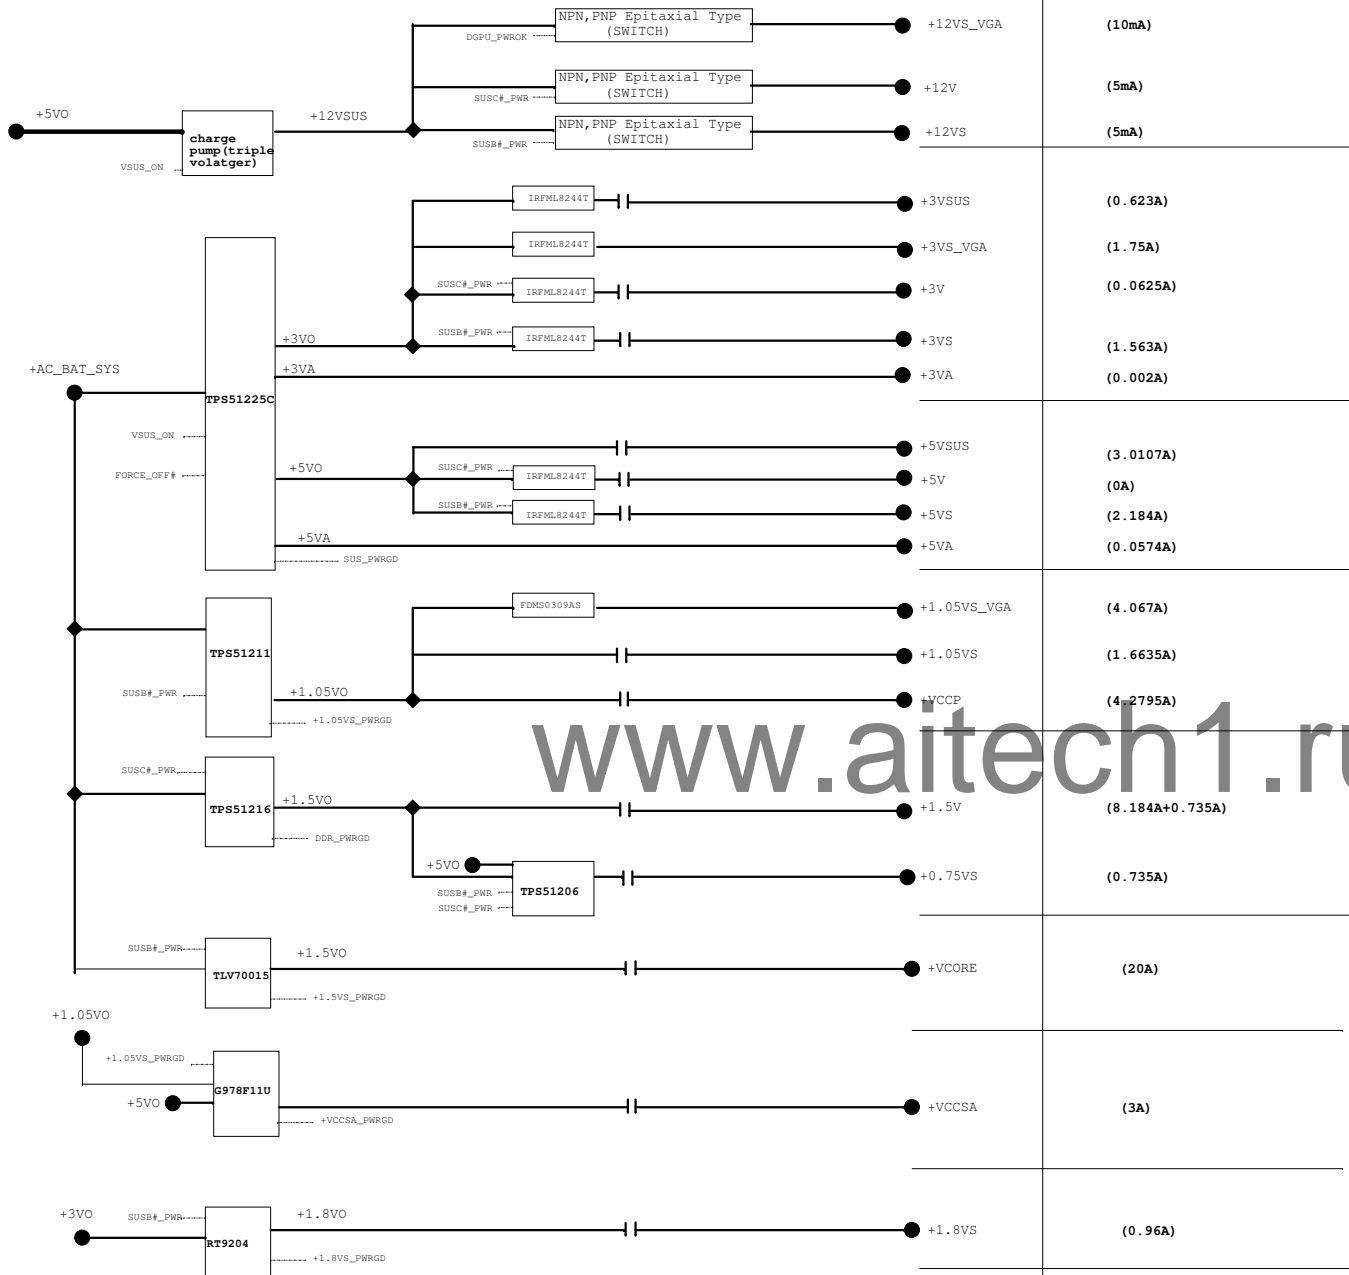 NPN,PNP Epitaxial Type
(SWITCH)
DGPU_PWROK
+12VS_VGA
(10mA)
NPN,PNP Epitaxial Type
(SWITCH)
SUSC#_PWR
+12V
(5mA)
+5VO
+12VSUS
NPN,PNP Epitaxial Type
(SWITCH)
SUSB#_PWR
+12VS
(5mA)
charge
pump(triple
volatger)
VSUS_ON
IRFML8244T
+3VSUS
(0.623A)
IRFML8244T
+3VS_VGA
(1.75A)
SUSC#_PWR
IRFML8244T
+3V
(0.0625A)
SUSB#_PWR
IRFML8244T
+3VO
+3VS
(1.563A)
+AC_BAT_SYS
+3VA
+3VA
(0.002A)
TPS51225C
VSUS_ON
FORCE_OFF#
+5VSUS
(3.0107A)
+5VO
SUSC#_PWR
IRFML8244T
+5V
(0A)
SUSB#_PWR
IRFML8244T
+5VS
(2.184A)
+5VA
+5VA
(0.0574A)
SUS_PWRGD
FDMS0309AS
+1.05VS_VGA
(4.067A)
TPS51211
+1.05VS
(1.6635A)
SUSB#_PWR
+1.05VO
+VCCP
(4.2795A)
+1.05VS_PWRGD
www.aitech1.ru
SUSC#_PWR
TPS51216
+1.5VO
+1.5V
(8.184A+0.735A)
DDR_PWRGD
+5VO
TPS51206
SUSB#_PWR
SUSC#_PWR
+0.75VS
(0.735A)
SUSB#_PWR
+1.5VO
TLV70015
+VCORE
(20A)
+1.5VS_PWRGD
+1.05VO
+1.05VS_PWRGD
G978F11U
+5VO
+VCCSA
(3A)
+VCCSA_PWRGD
+3VO
SUSB#_PWR
+1.8VO
RT9204
+1.8VS
(0.96A)
+1.8VS_PWRGD